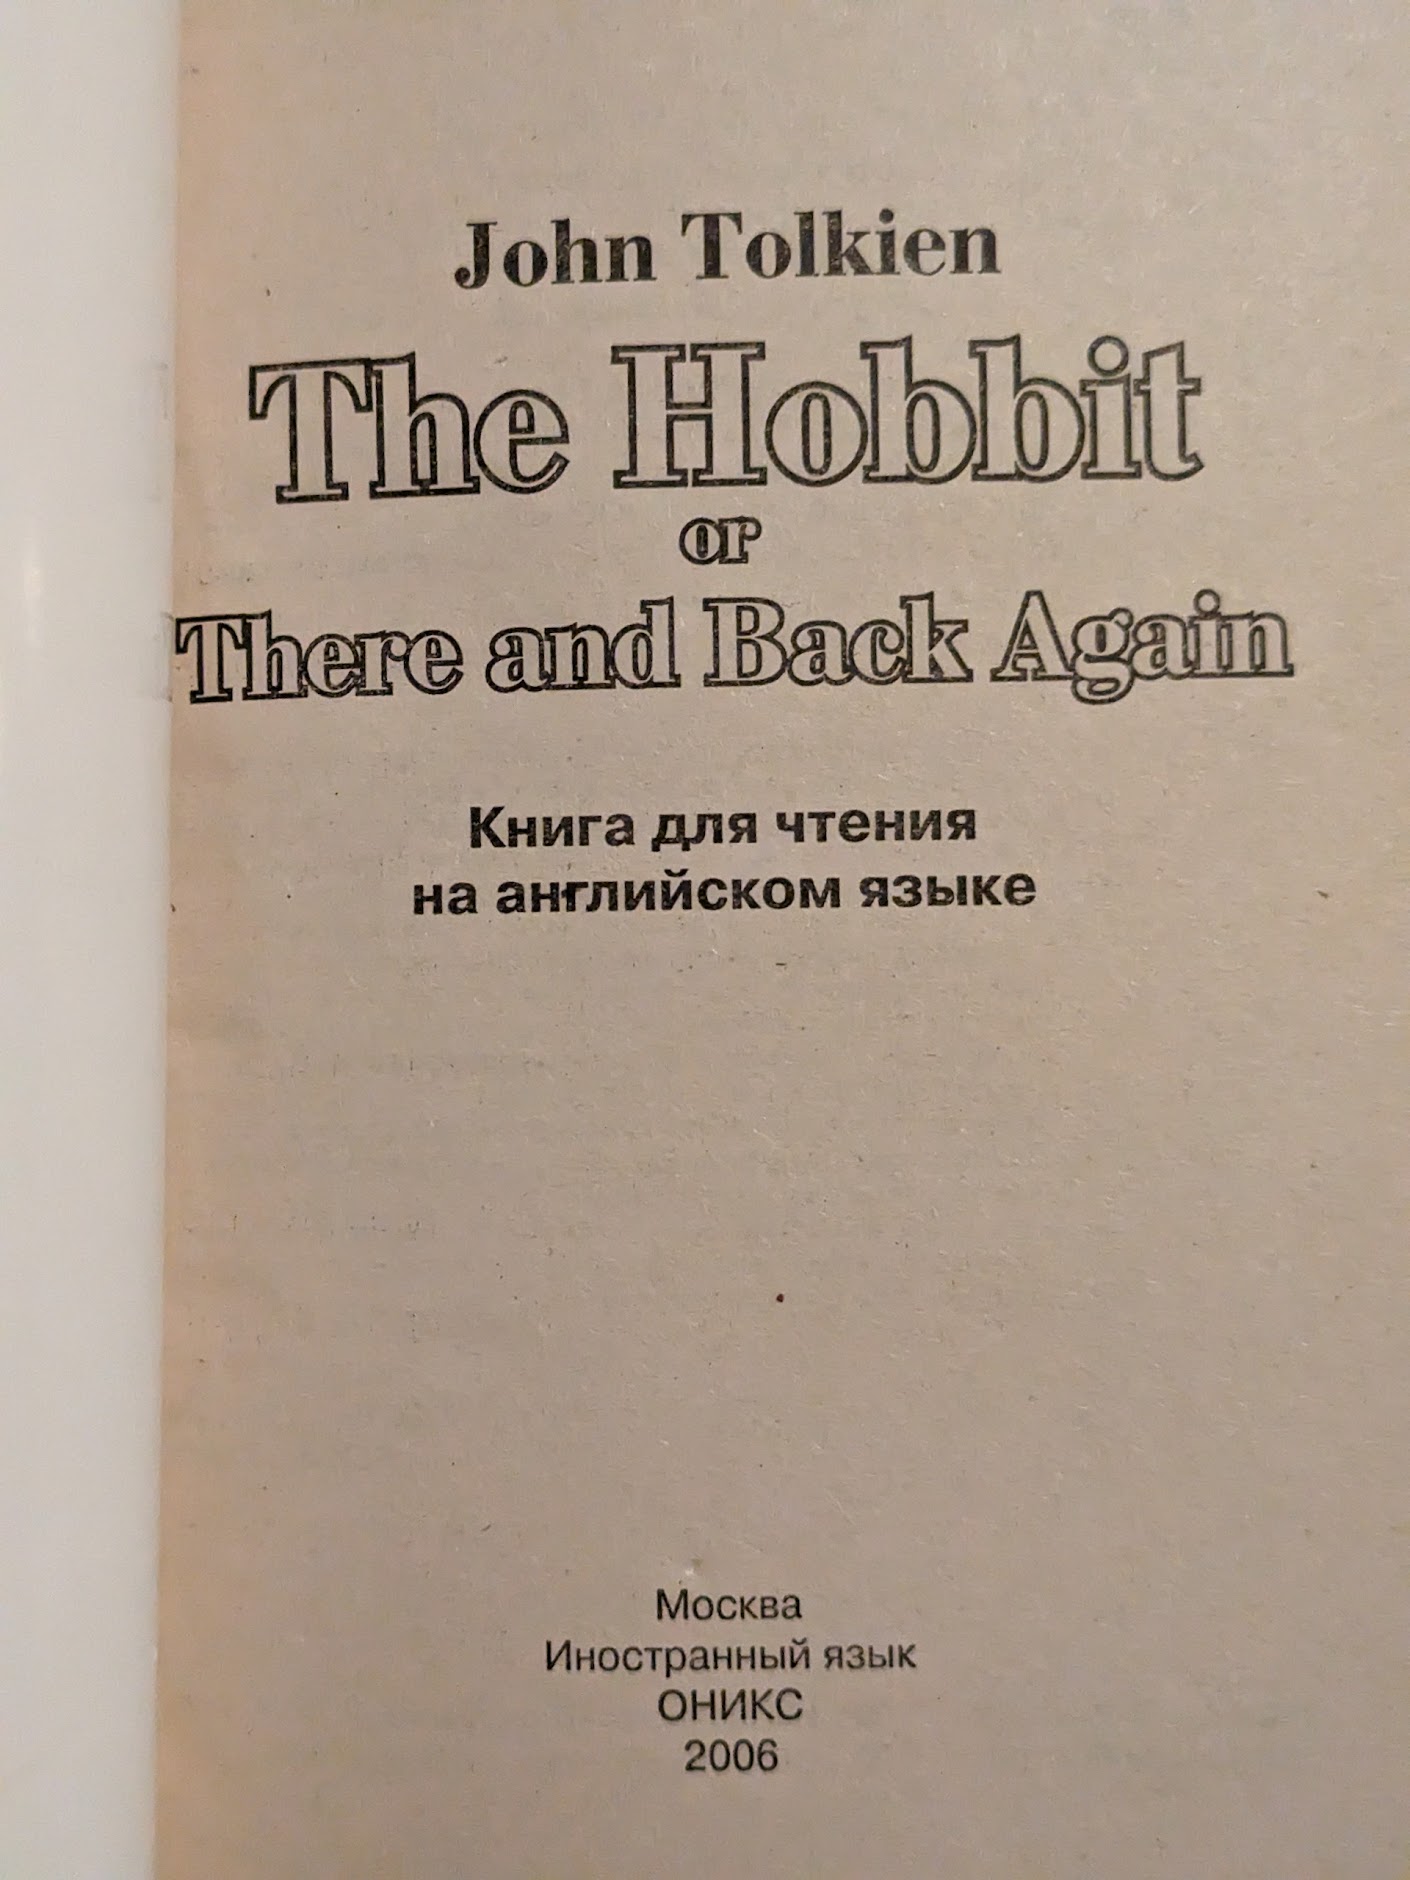 John Tolkien
The Hobbit
or
There and Back Again
Книга для чтения
на английском языке
Москва
Иностранный язык
ОНИКС
2006